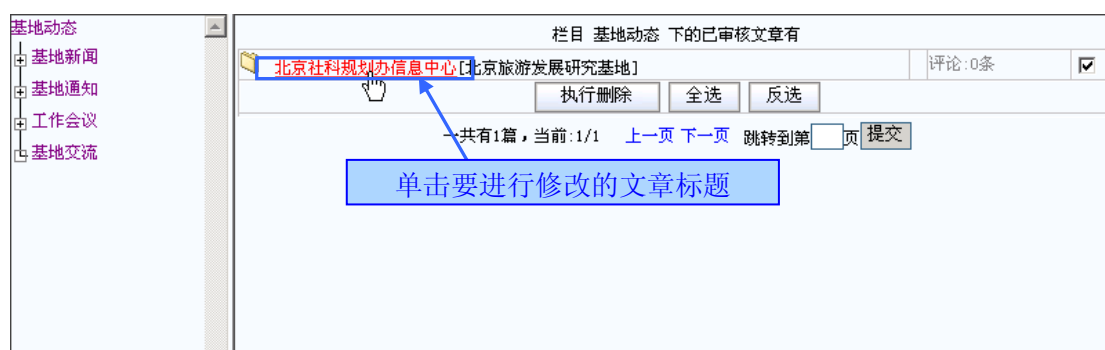 基地动态
基地新闻
基地通知
工作会议
基地交流
栏目 基地动态 下的已审核文章有
北京社科规划办信息中心[北京旅游发展研究基地] 评论:0条
执行删除 全选 反选
一共有1篇，当前:1/1 上一页 下一页 跳转到第 页 提交
单击要进行修改的文章标题